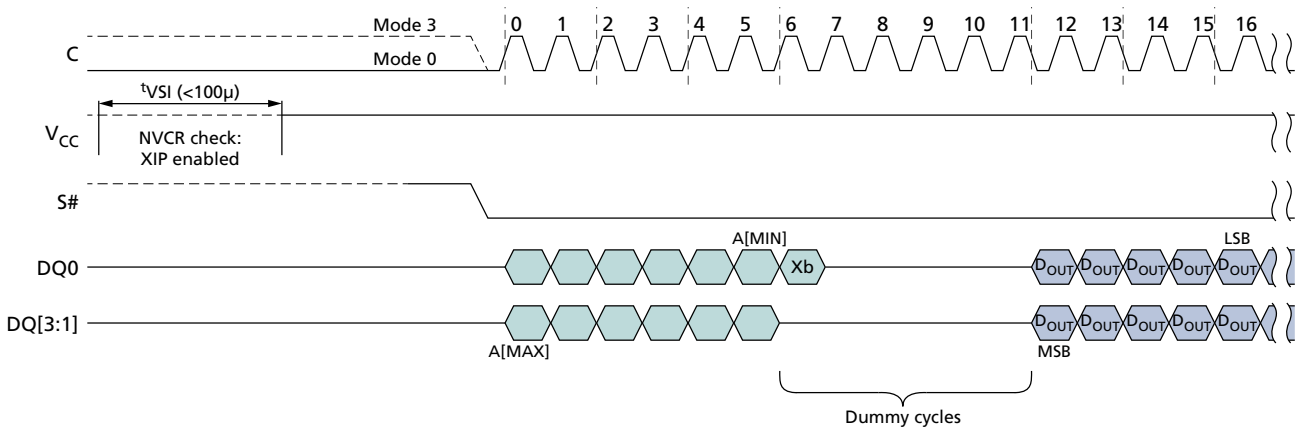 Mode 3
0 1 2 3 4 5 6 7 8 9 10 11 12 13 14 15 16
C
Mode 0
tVSI (<100µ)
VCC
NVCR check:
XIP enabled
S#
A[MIN]
LSB
DQ0
Xb
DOUT DOUT DOUT DOUT DOUT
DQ[3:1]
DOUT DOUT DOUT DOUT DOUT
A[MAX]
MSB
Dummy cycles